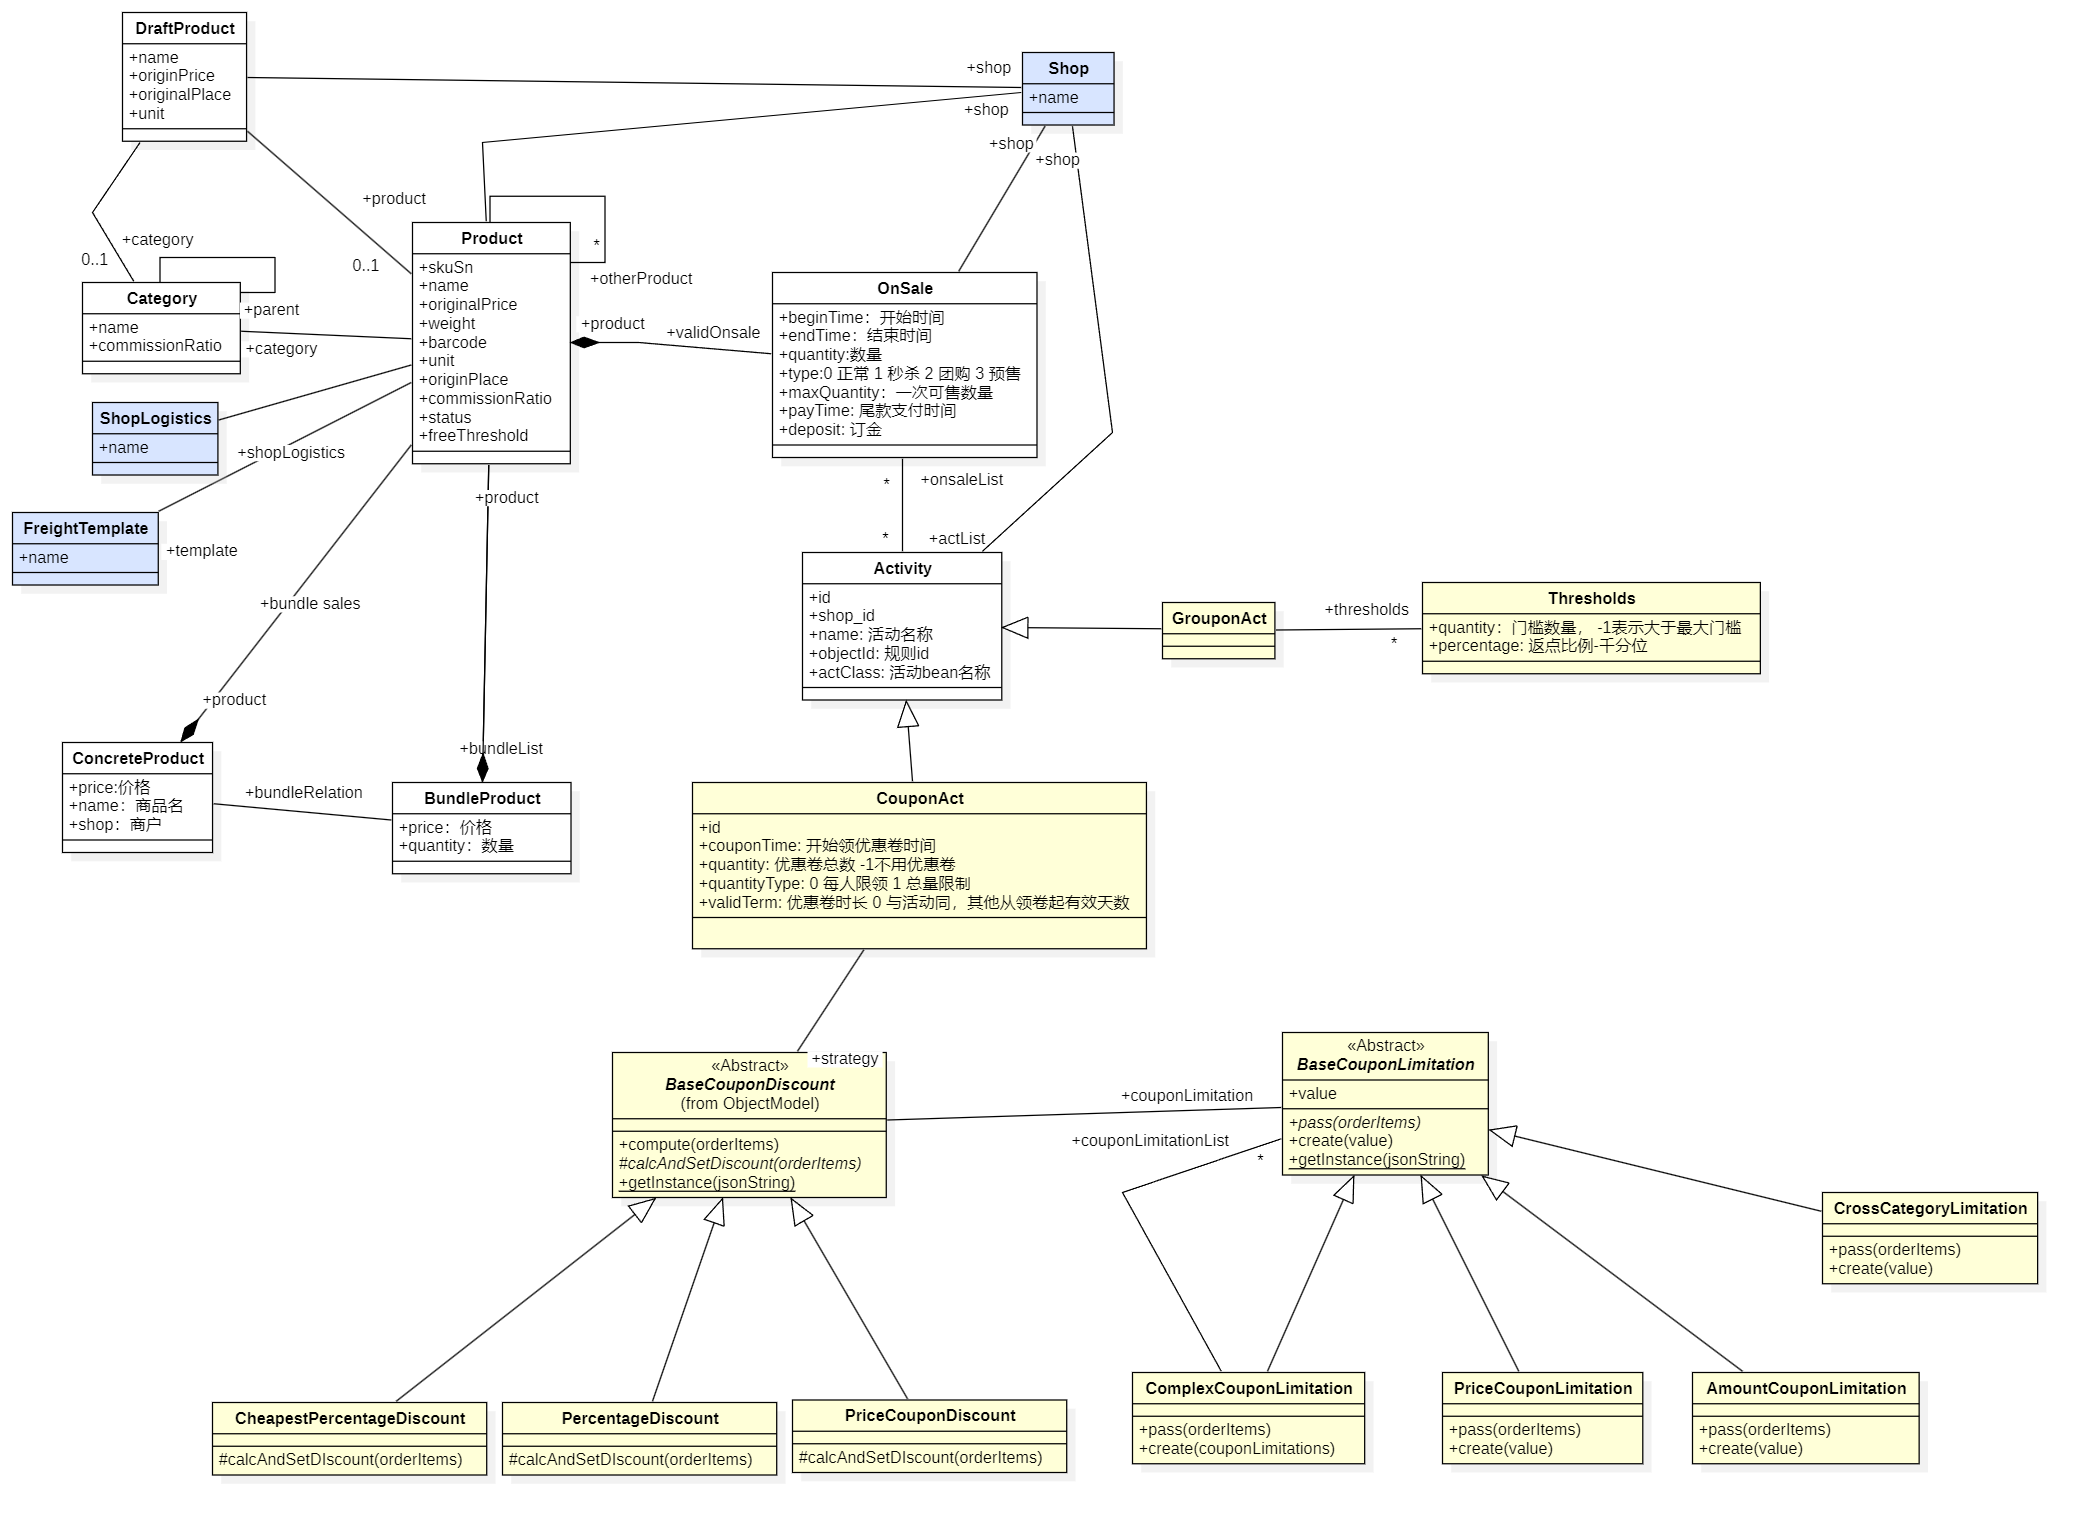 DraftProduct
+name
+originPrice
+originalPlace
+unit
+shop
Shop
+name
+shop
+shop
+shop
+product
0..1
+category
0..1
Category
+name
+commissionRatio
+parent
+category
Product
+skuSn
+name
+originalPrice
+weight
+barcode
+unit
+originPlace
+commissionRatio
+status
+freeThreshold
*
+otherProduct
+product
+validOnsale
OnSale
+beginTime：开始时间
+endTime：结束时间
+quantity:数量
+type:0 正常 1 秒杀 2 团购 3 预售
+maxQuantity：一次可售数量
+payTime: 尾款支付时间
+deposit: 订金
ShopLogistics
+name
+shopLogistics
FreightTemplate
+name
+template
+product
*
+onsaleList
*
+actList
Activity
+id
+shop_id
+name: 活动名称
+objectId: 规则id
+actClass: 活动bean名称
GrouponAct
+thresholds
*
Thresholds
+quantity：门槛数量， -1表示大于最大门槛
+percentage: 返点比例-千分位
+bundle sales
+product
ConcreteProduct
+price:价格
+name：商品名
+shop：商户
+bundleRelation
+bundleList
BundleProduct
+price：价格
+quantity：数量
CouponAct
+id
+couponTime: 开始领优惠卷时间
+quantity: 优惠卷总数 -1不用优惠卷
+quantityType: 0 每人限领 1 总量限制
+validTerm: 优惠卷时长 0 与活动同，其他从领卷起有效天数
+strategy
«Abstract»
BaseCouponDiscount
(from ObjectModel)
+compute(orderItems)
#calcAndSetDiscount(orderItems)
+getInstance(jsonString)
+couponLimitation
+couponLimitationList
*
«Abstract»
BaseCouponLimitation
+value
+pass(orderItems)
+create(value)
+getInstance(jsonString)
CrossCategoryLimitation
+pass(orderItems)
+create(value)
CheapestPercentageDiscount
#calcAndSetDIscount(orderItems)
PercentageDiscount
#calcAndSetDIscount(orderItems)
PriceCouponDiscount
#calcAndSetDIscount(orderItems)
ComplexCouponLimitation
+pass(orderItems)
+create(couponLimitations)
PriceCouponLimitation
+pass(orderItems)
+create(value)
AmountCouponLimitation
+pass(orderItems)
+create(value)